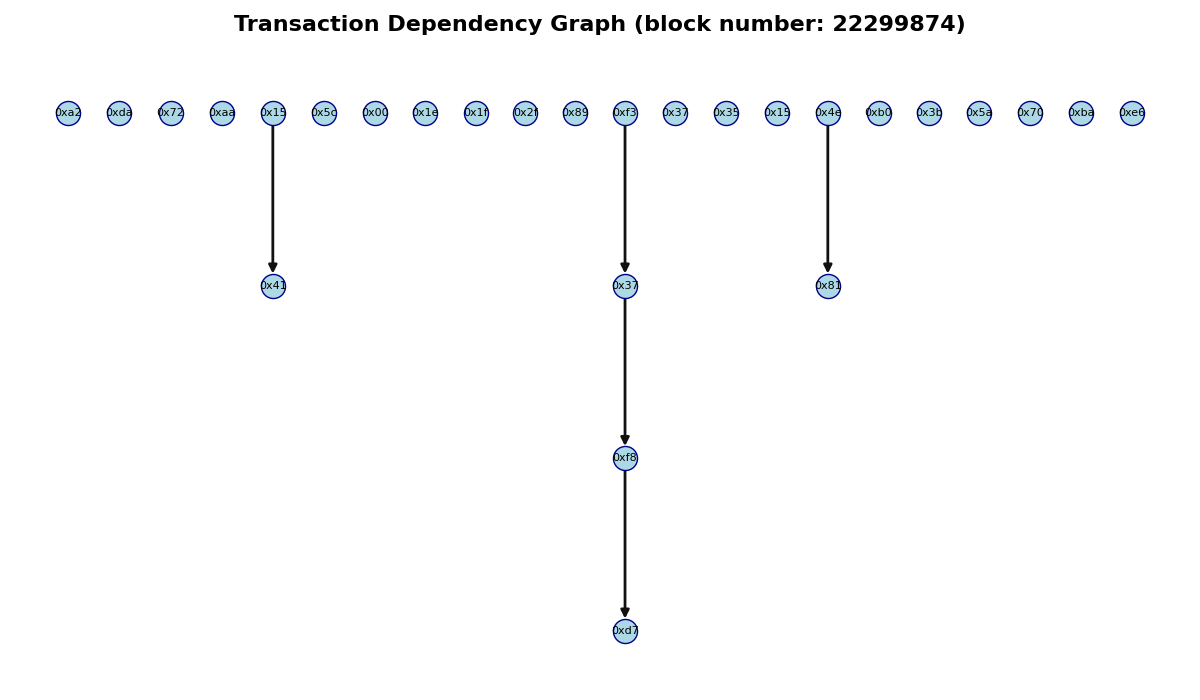 Transaction Dependency Graph (block number: 22299874)
0xa2 0xda 0x72 0xaa 0x15 0x5c 0x00 0x1e 0x1f 0x2f 0x89 0xf3 0x37 0x35 0x15 0x4e 0xb0 0x3b 0x5a 0x70 0xba 0xe6
0x41 0x37 0x81
0xf8
0xd7